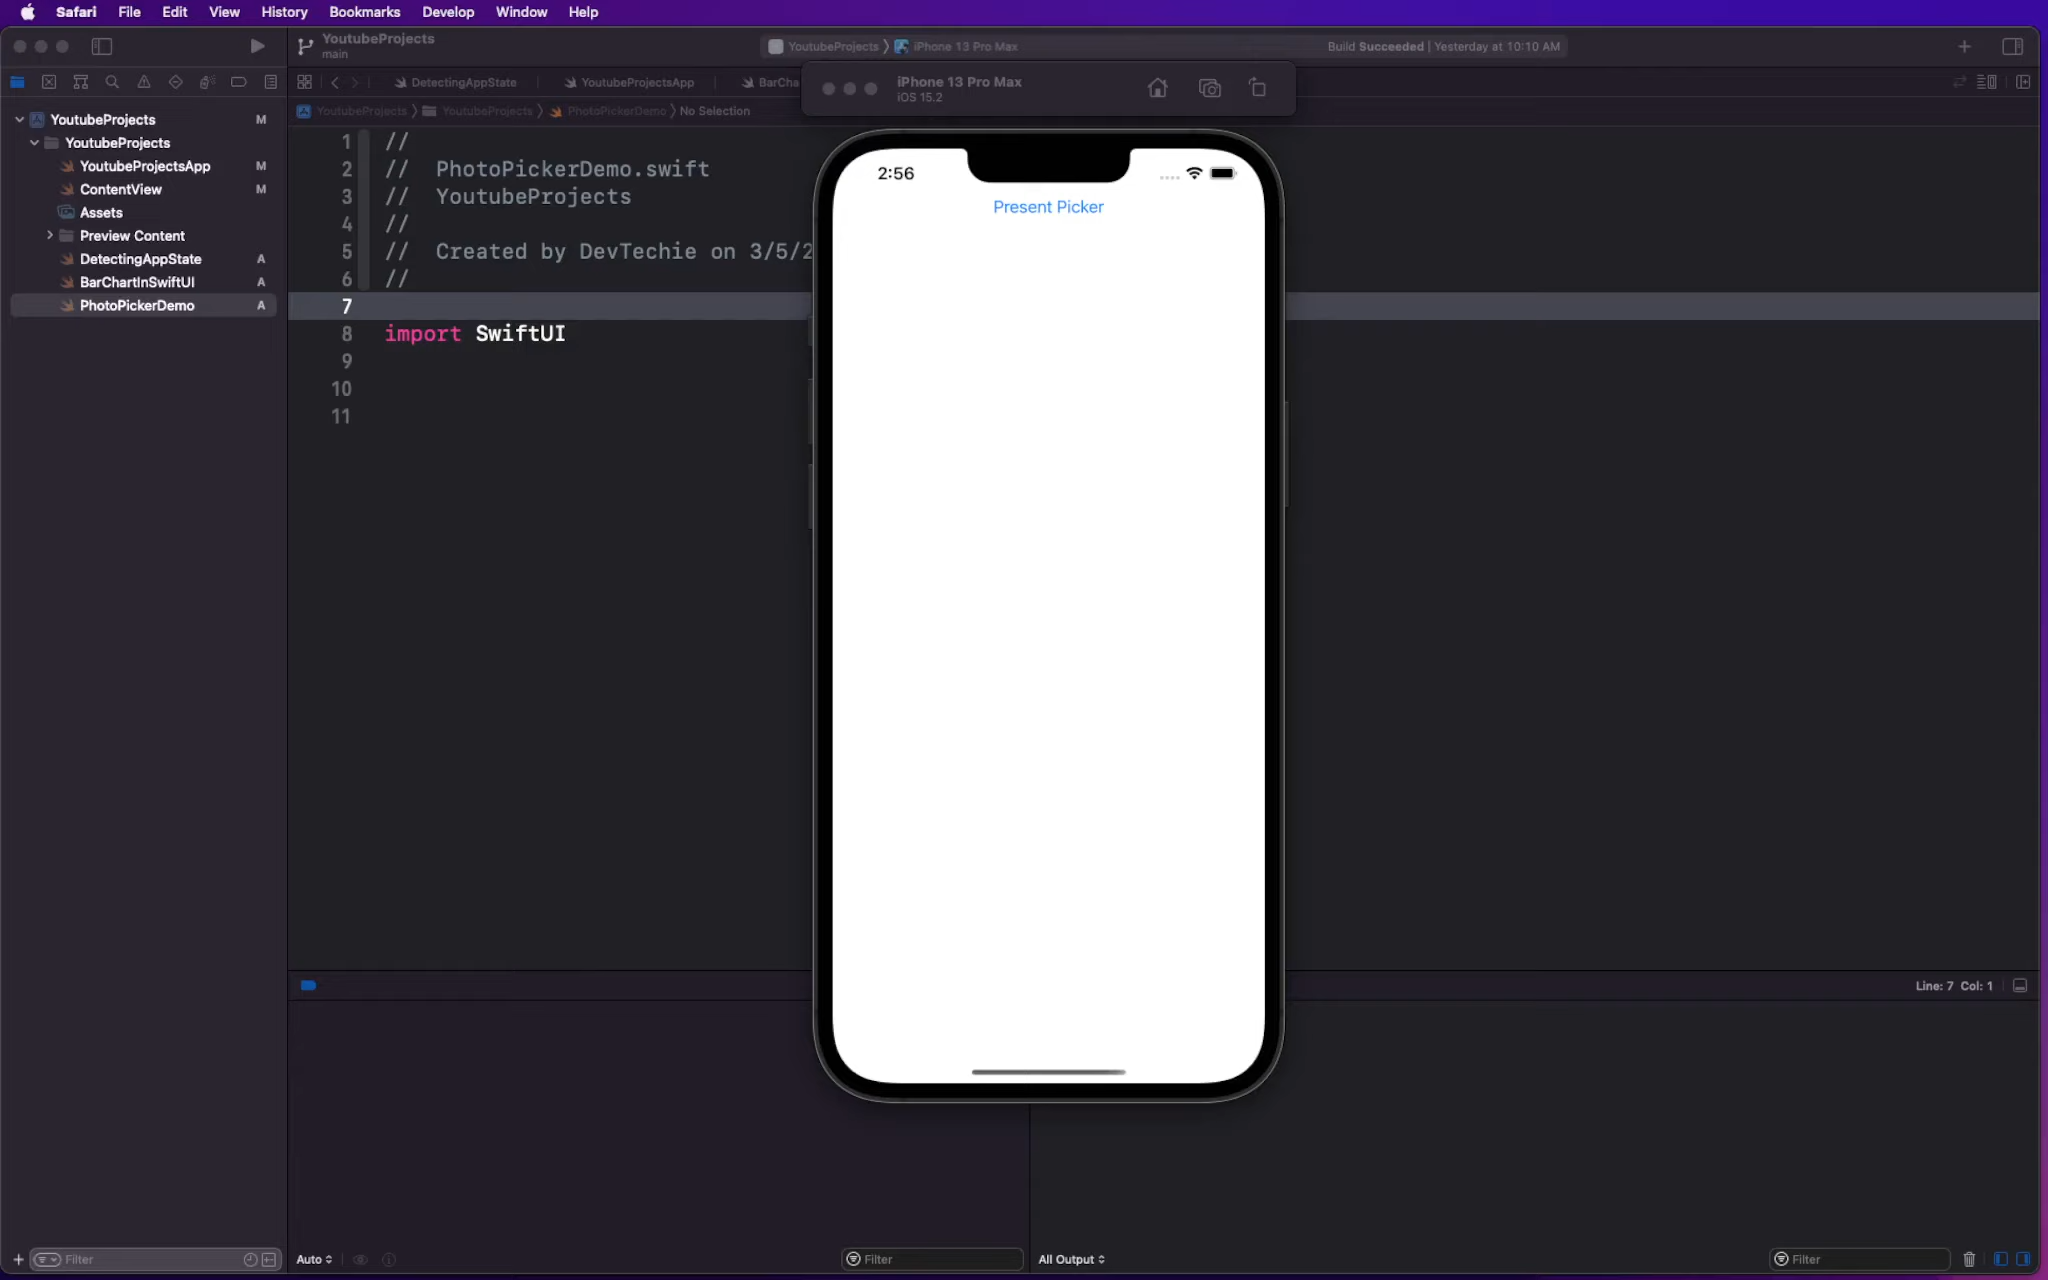 Safari File Edit View History Bookmarks Develop Window Help
YoutubeProjects
main
YoutubeProjects iPhone 13 Pro Max
Build Succeeded | Yesterday at 10:10 AM
DetectingAppState
YoutubeProjectsApp
BarCha
iPhone 13 Pro Max
iOS 15.2
YoutubeProjects YoutubeProjects PhotoPickerDemo No Selection
YoutubeProjects M
YoutubeProjects
YoutubeProjectsApp M
ContentView M
Assets
Preview Content
DetectingAppState A
BarChartInSwiftUI A
PhotoPickerDemo A
1 //
2 // PhotoPickerDemo.swift
3 // YoutubeProjects
4 //
5 // Created by DevTechie on 3/5/2
6 //
7
8 import SwiftUI
9
10
11
2:56
Present Picker
Line: 7 Col: 1
Filter
Auto
Filter
All Output
Filter